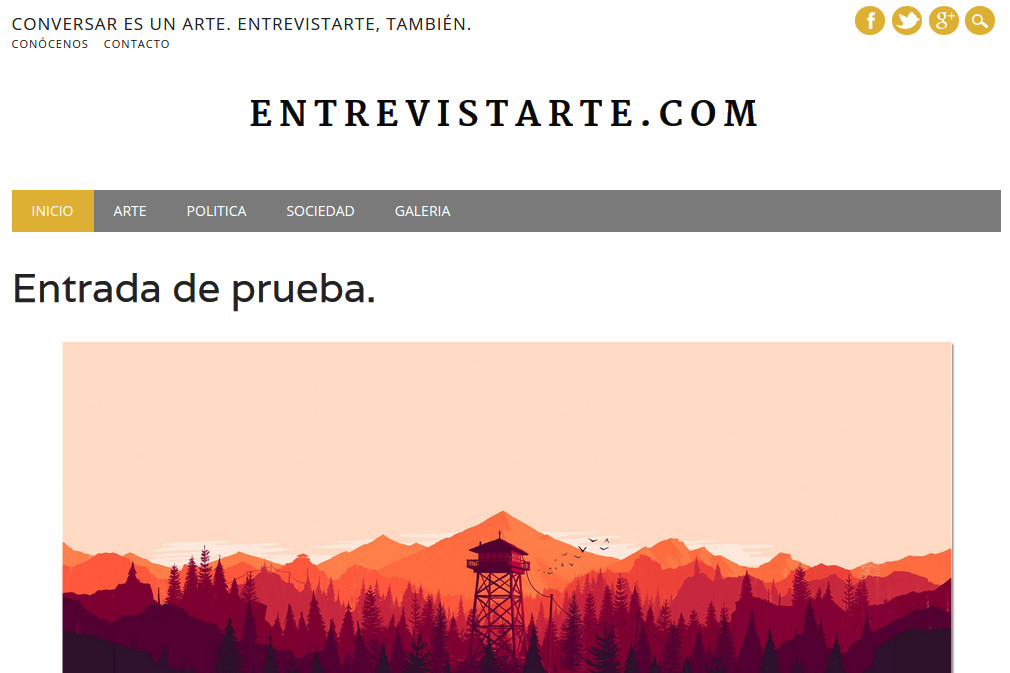 CONVERSAR ES UN ARTE. ENTREVISTARTE, TAMBIÉN.
CONÓCENOS CONTACTO
ENTREVISTARTE.COM
INICIO ARTE POLITICA SOCIEDAD GALERIA
Entrada de prueba.